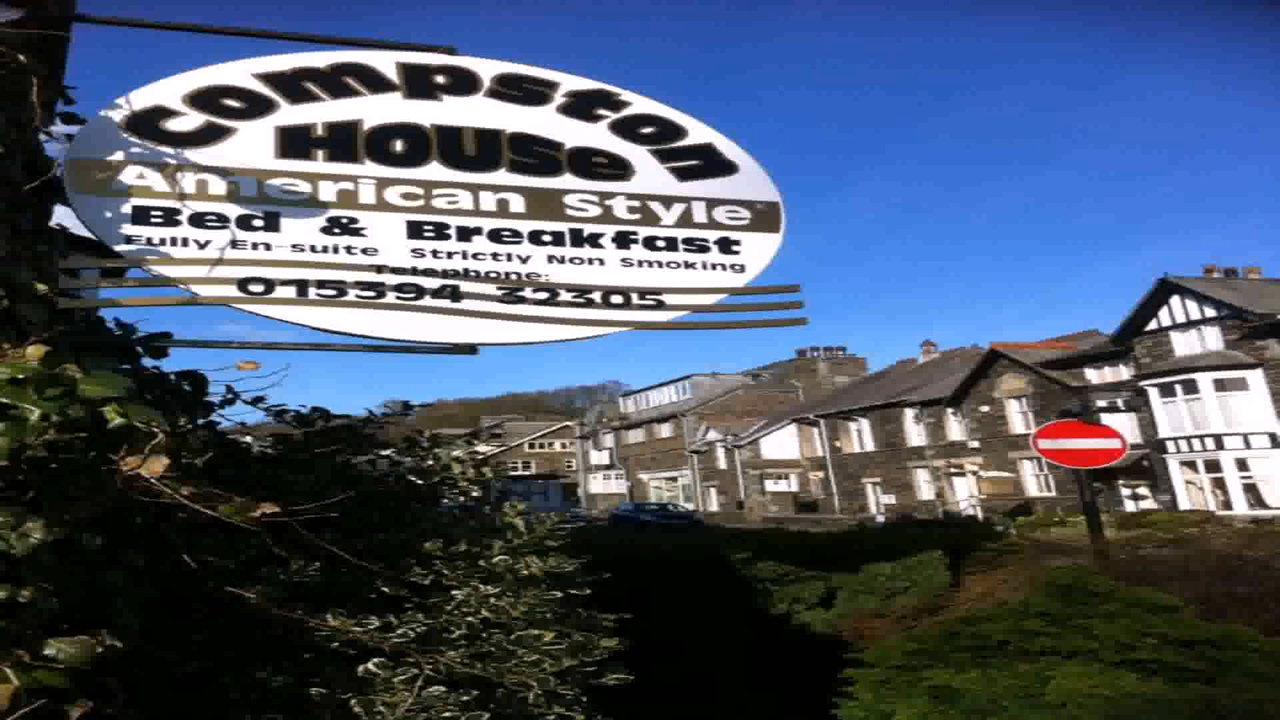 Compston
HOUSe
American Style
Bed & Breakfast
Fully En-suite Strictly Non Smoking
Telephone:
015394 32305